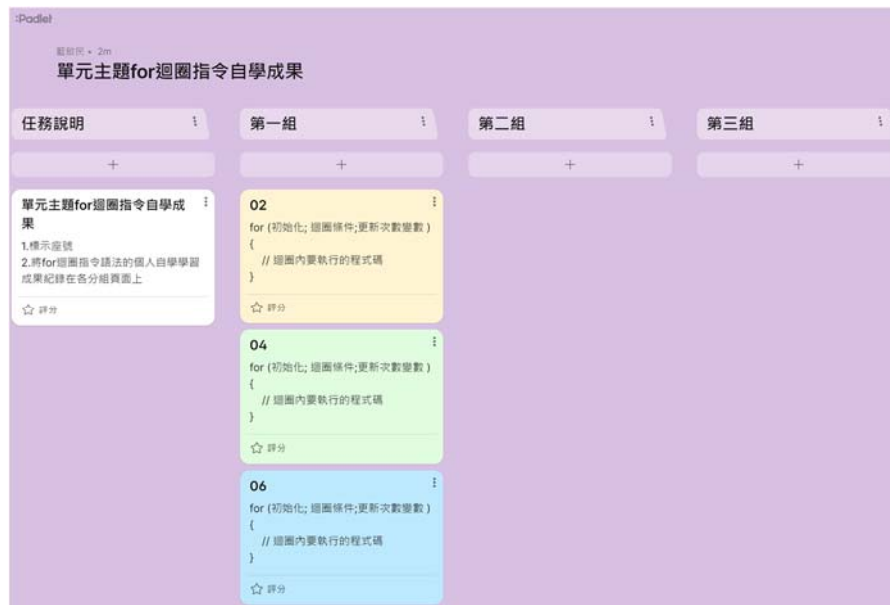 :Padlet
藍啟民 • 2m
單元主題for迴圈指令自學成果
任務說明
+
單元主題for迴圈指令自學成
果
1.標示座號
2.將for迴圈指令語法的個人自學學習
成果紀錄在各分組頁面上
評分
第一組
+
02
for (初始化; 迴圈條件;更新次數變數 )
{
// 迴圈內要執行的程式碼
}
評分
04
for (初始化; 迴圈條件;更新次數變數 )
{
// 迴圈內要執行的程式碼
}
評分
06
for (初始化; 迴圈條件;更新次數變數 )
{
// 迴圈內要執行的程式碼
}
評分
第二組
+
第三組
+